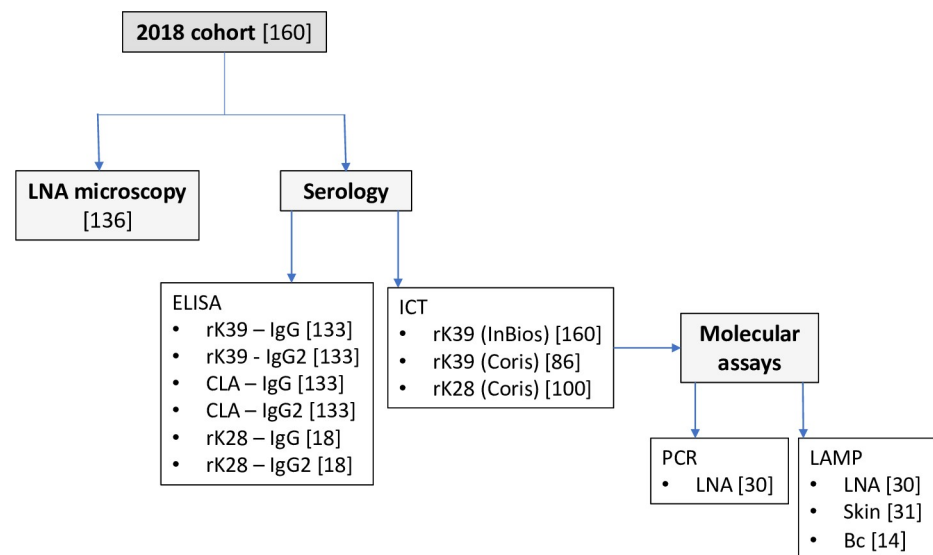 2018 cohort [160]
LNA microscopy
[136]
Serology
ELISA
• rK39 – IgG [133]
• rK39 - IgG2 [133]
• CLA – IgG [133]
• CLA – IgG2 [133]
• rK28 – IgG [18]
• rK28 – IgG2 [18]
ICT
• rK39 (InBios) [160]
• rK39 (Coris) [86]
• rK28 (Coris) [100]
Molecular
assays
PCR
• LNA [30]
LAMP
• LNA [30]
• Skin [31]
• Bc [14]